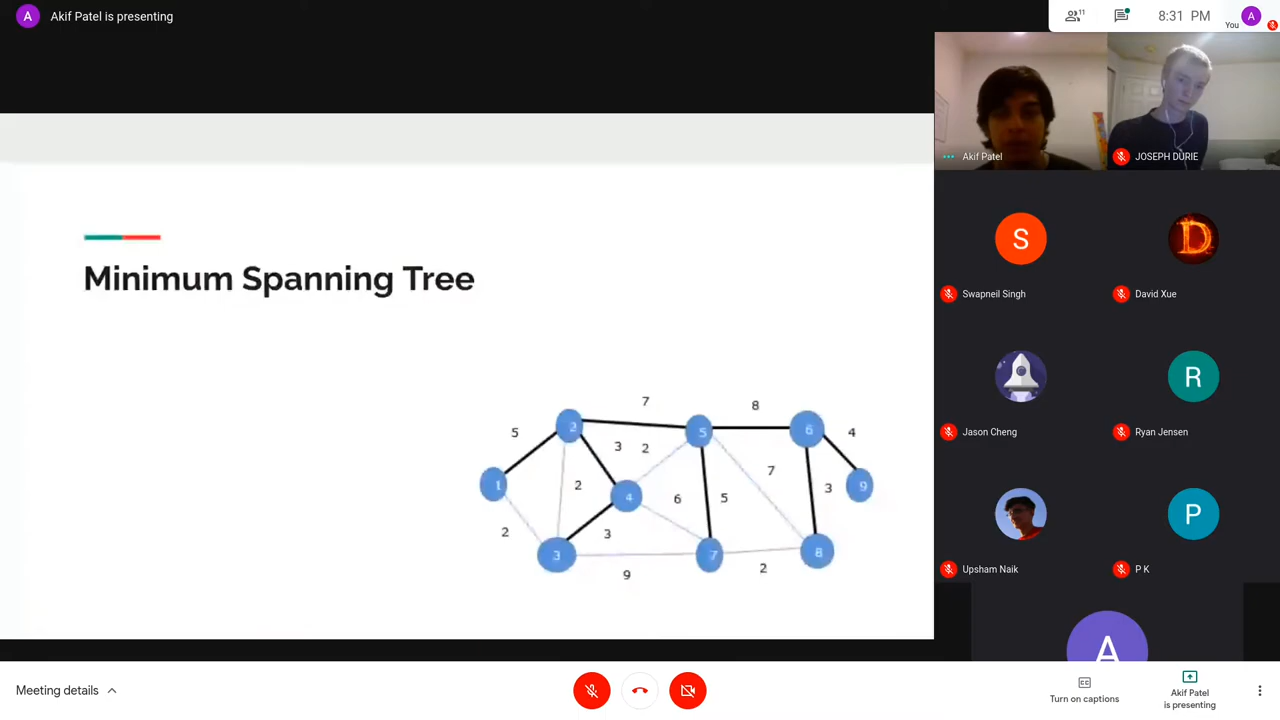 A
Akif Patel is presenting
11
8:31 PM
A
You
Akif Patel
JOSEPH DURIE
Minimum Spanning Tree
S
D
Swapneil Singh
David Xue
R
Jason Cheng
Ryan Jensen
P
Upsham Naik
P K
A
7
8
5
2
5
6
3
2
4
7
1
2
4
6
5
3
9
2
3
3
7
8
9
2
Meeting details
CC
Turn on captions
Akif Patel
is presenting